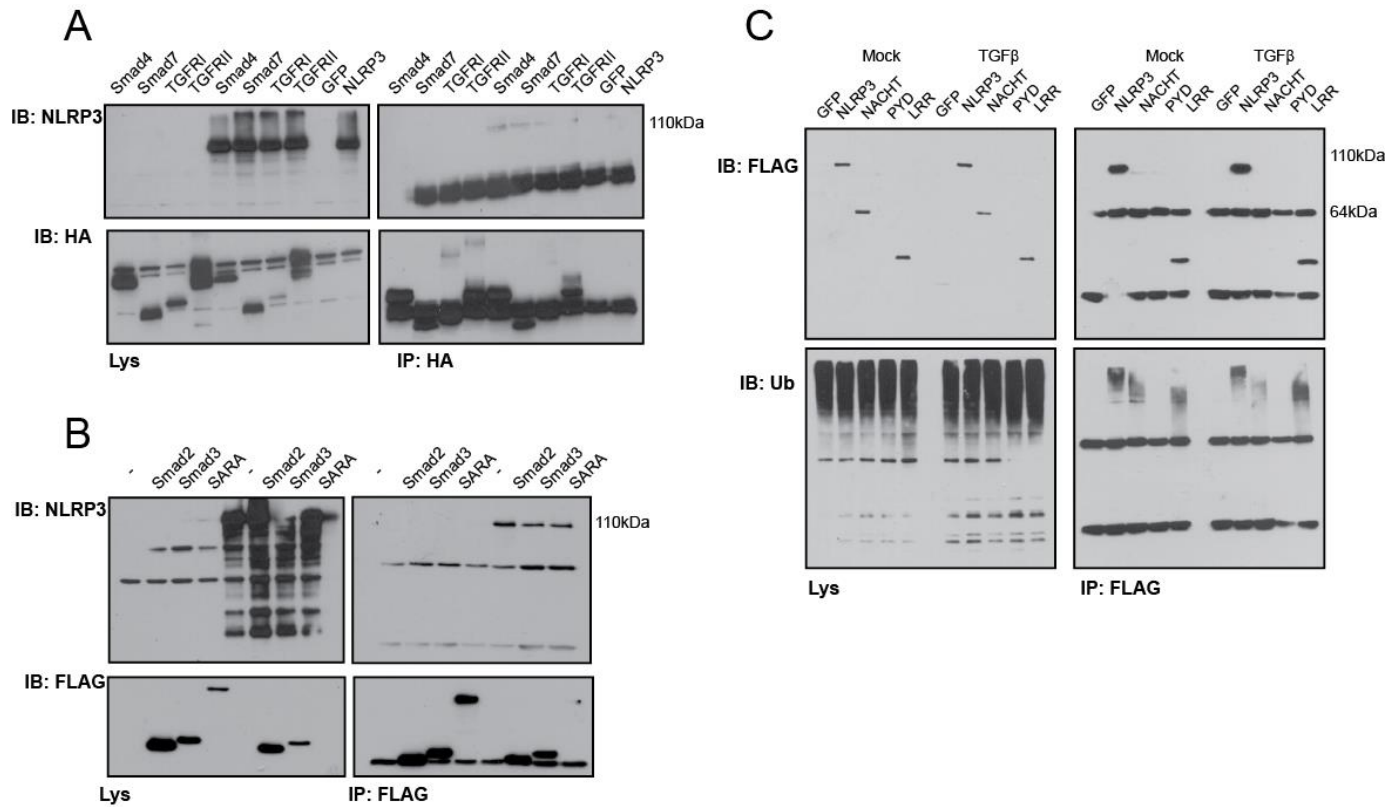 A
Smad4 Smad7 TGFRI TGFRII Smad4 Smad7 TGFRI TGFRII GFP NLRP3
Smad4 Smad7 TGFRI TGFRII Smad4 Smad7 TGFRI TGFRII GFP NLRP3
IB: NLRP3
110kDa
IB: HA
Lys
IP: HA
B
- Smad2 Smad3 SARA - Smad2 Smad3 SARA
- Smad2 Smad3 SARA - Smad2 Smad3 SARA
IB: NLRP3
110kDa
IB: FLAG
Lys
IP: FLAG
C
Mock TGFβ Mock TGFβ
GFP NLRP3 NACHT PYD LRR GFP NLRP3 NACHT PYD LRR
GFP NLRP3 NACHT PYD LRR GFP NLRP3 NACHT PYD LRR
IB: FLAG
110kDa
64kDa
IB: Ub
Lys
IP: FLAG